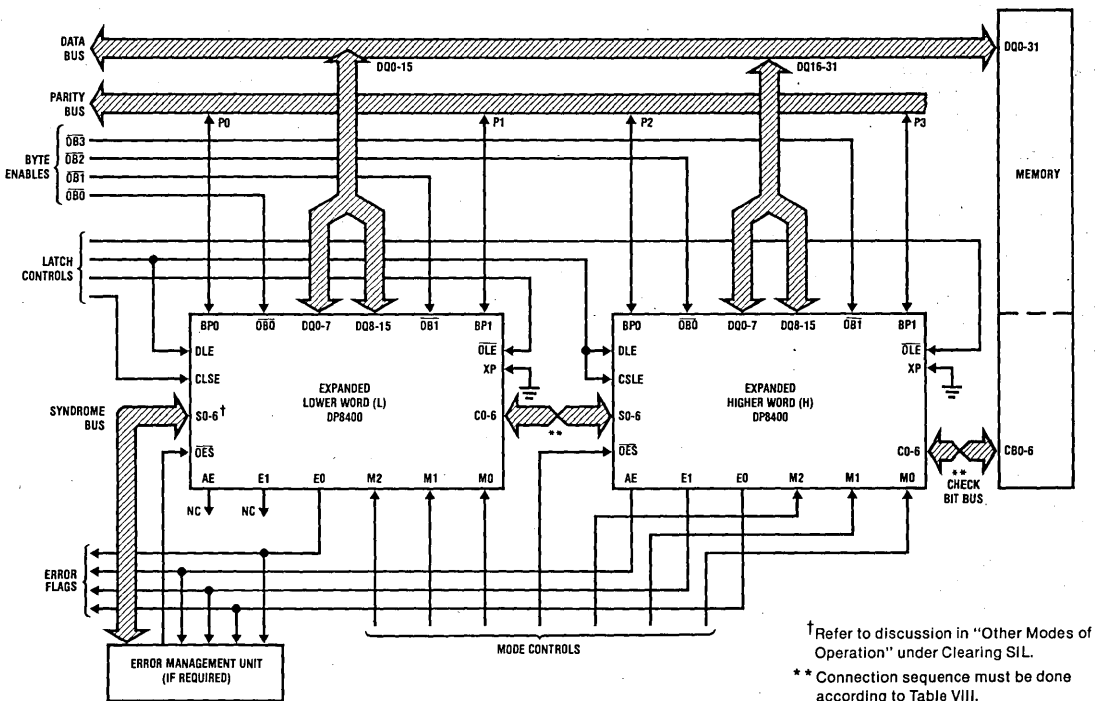 DATA BUS
DQ0-15
DQ16-31
DQ0-31
PARITY BUS
P0
P1
P2
P3
BYTE ENABLES
OB3
OB2
OB1
OB0
MEMORY
LATCH CONTROLS
BP0 OB0 DQ0-7 DQ8-15 OB1 BP1
DLE
OLE
XP
CLSE
EXPANDED
LOWER WORD (L)
DP8400
SYNDROME BUS
S0-6†
C0-6
**
OES
AE E1 E0 M2 M1 M0
BP0 OB0 DQ0-7 DQ8-15 OB1 BP1
DLE
OLE
XP
CSLE
EXPANDED
HIGHER WORD (H)
DP8400
S0-6
C0-6
OES
AE E1 E0 M2 M1 M0
CB0-6
**
CHECK
BIT BUS
NC
NC
ERROR FLAGS
MODE CONTROLS
ERROR MANAGEMENT UNIT
(IF REQUIRED)
†Refer to discussion in "Other Modes of
Operation" under Clearing SIL.
**Connection sequence must be done
according to Table VIII.